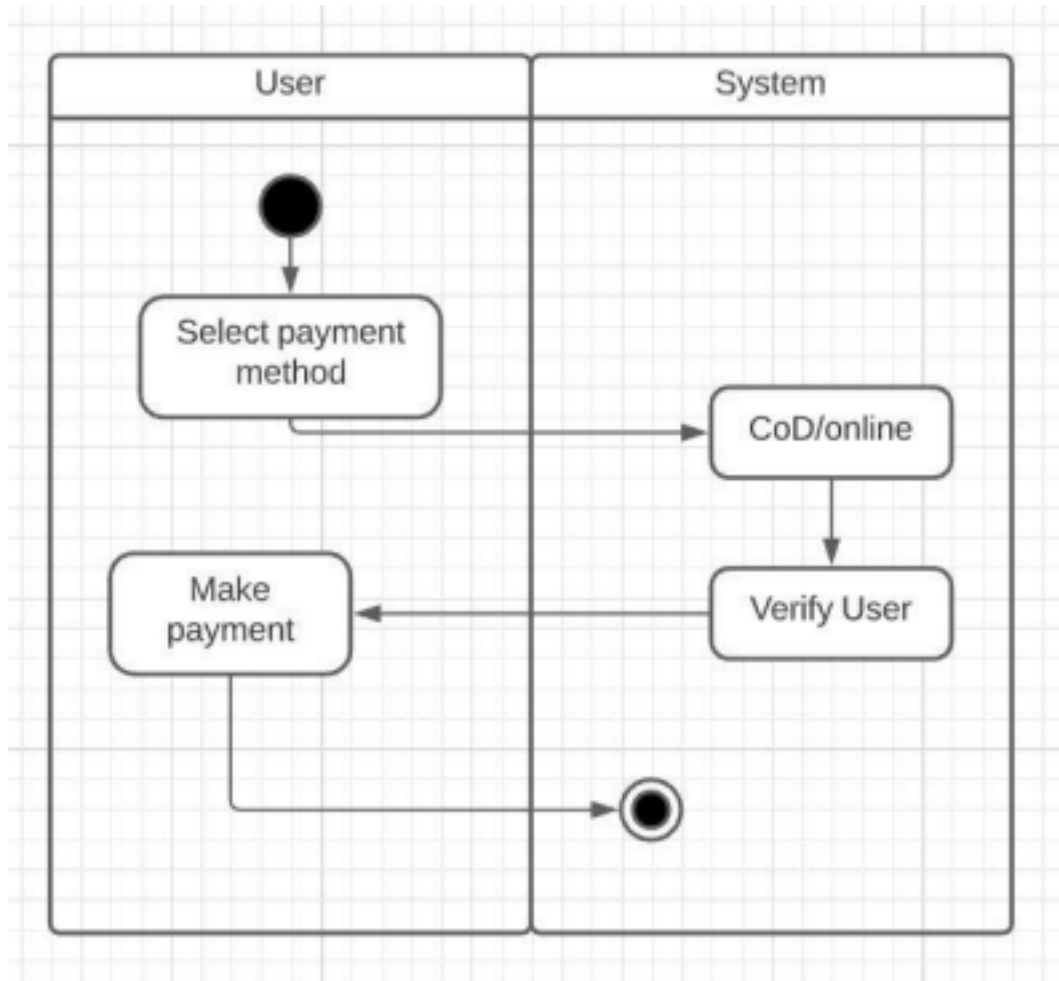 User
System
Select payment
method
CoD/online
Make
payment
Verify User